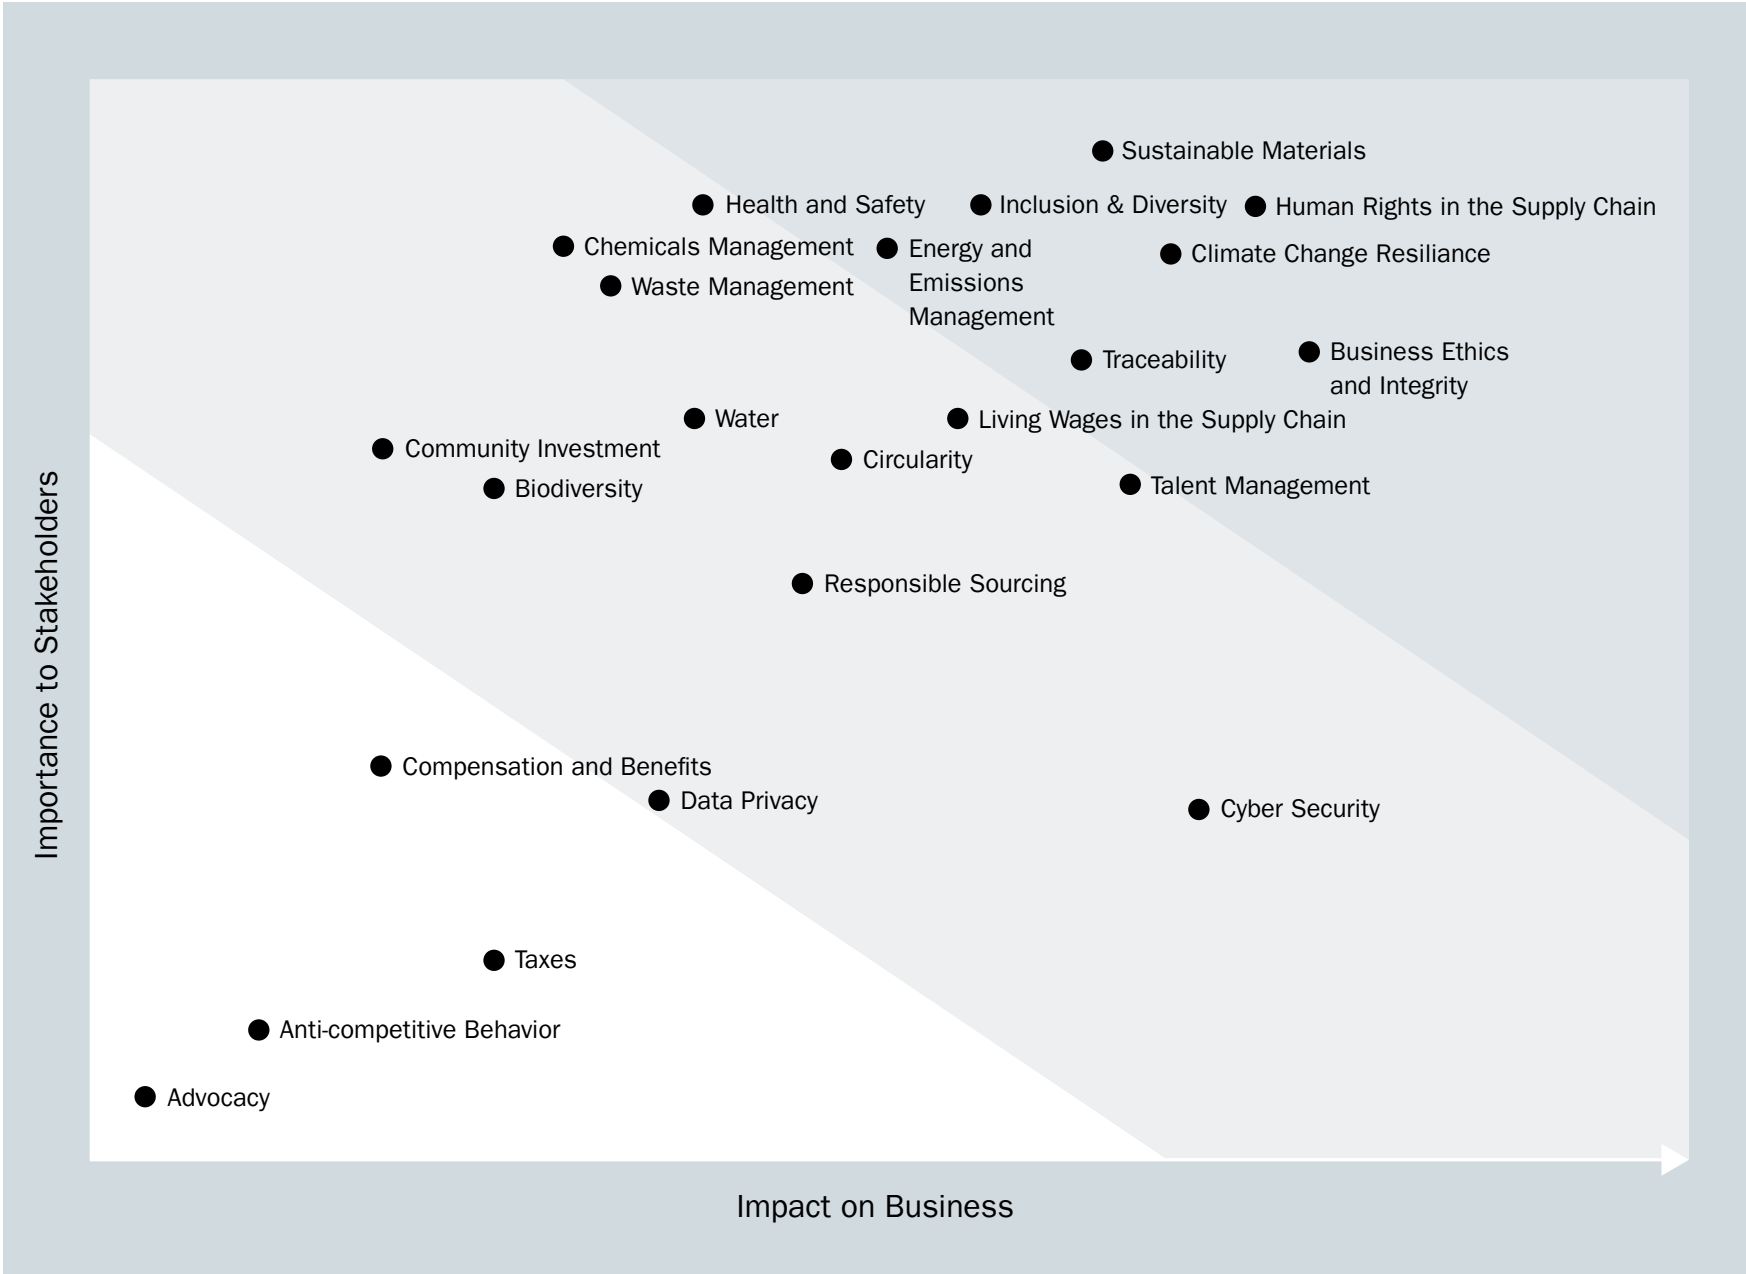 Sustainable Materials
Health and Safety
Inclusion & Diversity
Human Rights in the Supply Chain
Chemicals Management
Energy and
Emissions
Management
Climate Change Resiliance
Waste Management
Traceability
Business Ethics
and Integrity
Water
Living Wages in the Supply Chain
Community Investment
Circularity
Biodiversity
Talent Management
Responsible Sourcing
Importance to Stakeholders
Compensation and Benefits
Data Privacy
Cyber Security
Taxes
Anti-competitive Behavior
Advocacy
Impact on Business